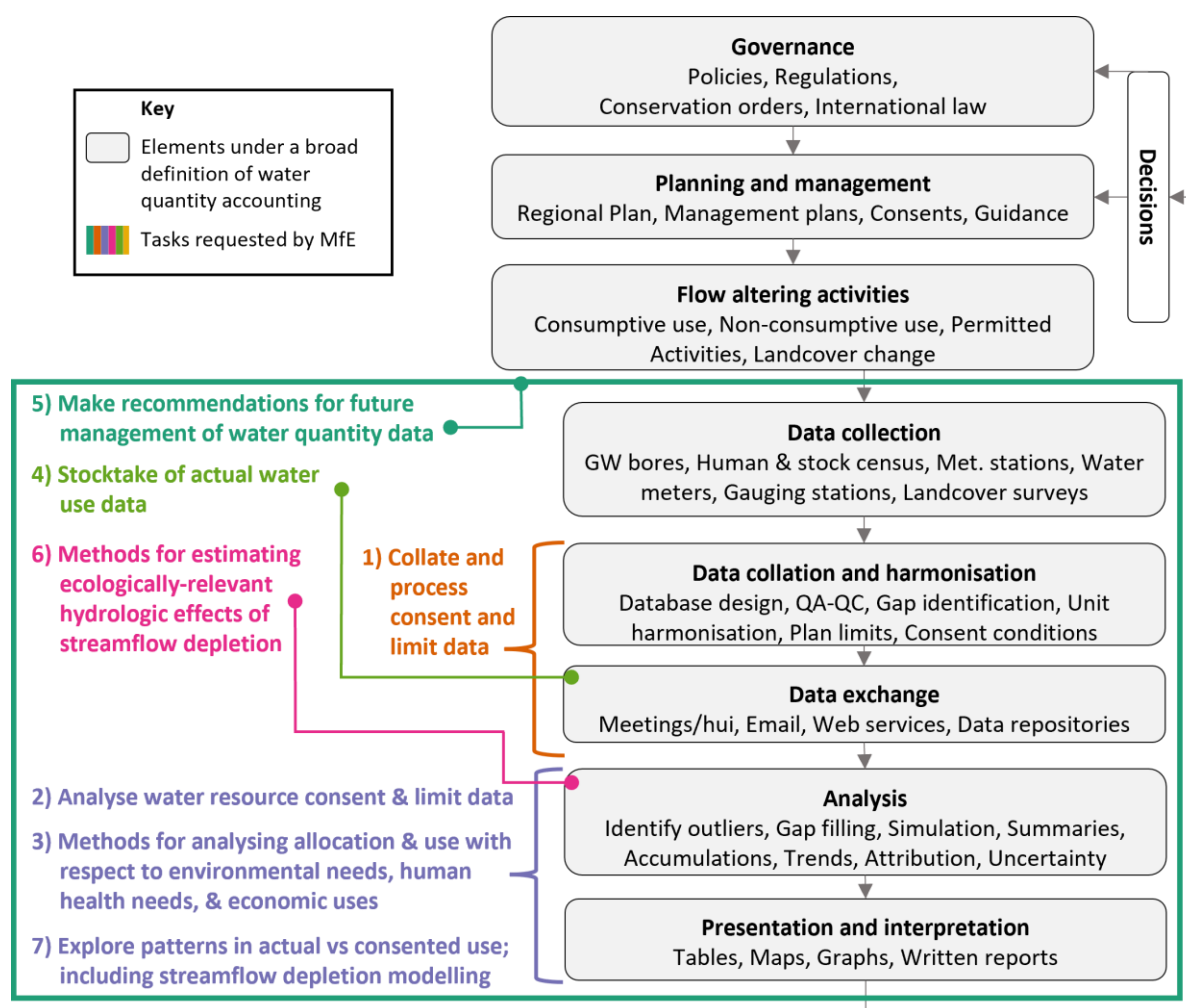 Governance
Policies, Regulations,
Conservation orders, International law
Key
Elements under a broad
definition of water
quantity accounting
Tasks requested by MfE
Decisions
Planning and management
Regional Plan, Management plans, Consents, Guidance
Flow altering activities
Consumptive use, Non-consumptive use, Permitted
Activities, Landcover change
5) Make recommendations for future
management of water quantity data
4) Stocktake of actual water
use data
6) Methods for estimating
ecologically-relevant
hydrologic effects of
streamflow depletion
1) Collate and
process
consent and
limit data
2) Analyse water resource consent & limit data
3) Methods for analysing allocation & use with
respect to environmental needs, human
health needs, & economic uses
7) Explore patterns in actual vs consented use;
including streamflow depletion modelling
Data collection
GW bores, Human & stock census, Met. stations, Water
meters, Gauging stations, Landcover surveys
Data collation and harmonisation
Database design, QA-QC, Gap identification, Unit
harmonisation, Plan limits, Consent conditions
Data exchange
Meetings/hui, Email, Web services, Data repositories
Analysis
Identify outliers, Gap filling, Simulation, Summaries,
Accumulations, Trends, Attribution, Uncertainty
Presentation and interpretation
Tables, Maps, Graphs, Written reports